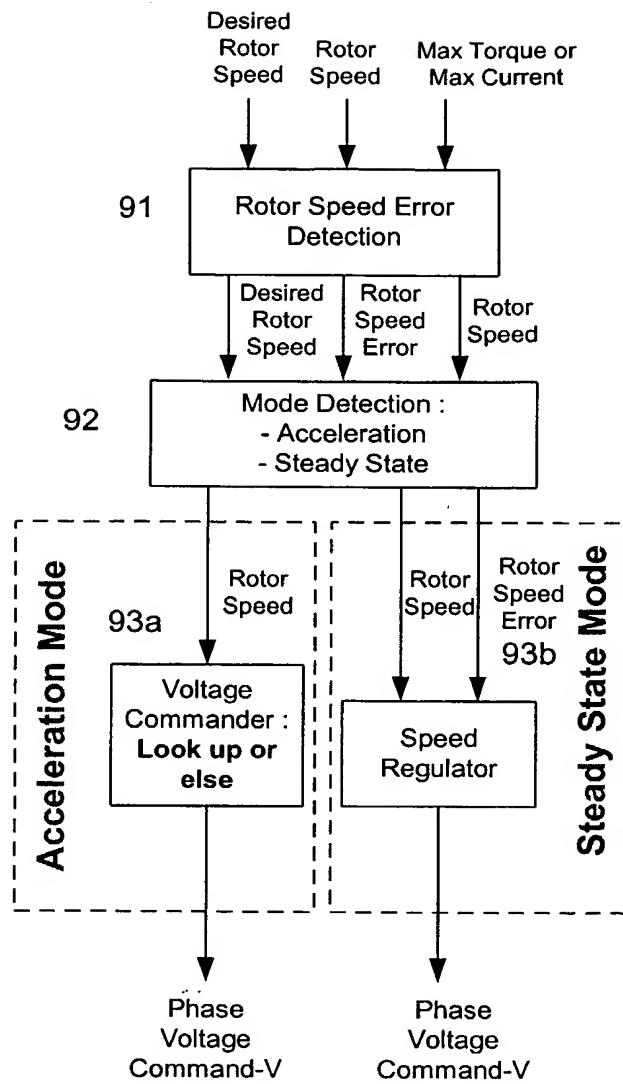 Desired
Rotor
Speed
Rotor
Speed
Max Torque or
Max Current
91
Rotor Speed Error
Detection
Desired
Rotor
Speed
Rotor
Speed
Error
Rotor
Speed
92
Mode Detection :
- Acceleration
- Steady State
Acceleration Mode
Rotor
Speed
93a
Voltage
Commander :
Look up or
else
Rotor
Speed
Rotor
Speed
Error
93b
Speed
Regulator
Steady State Mode
Phase
Voltage
Command-V
Phase
Voltage
Command-V